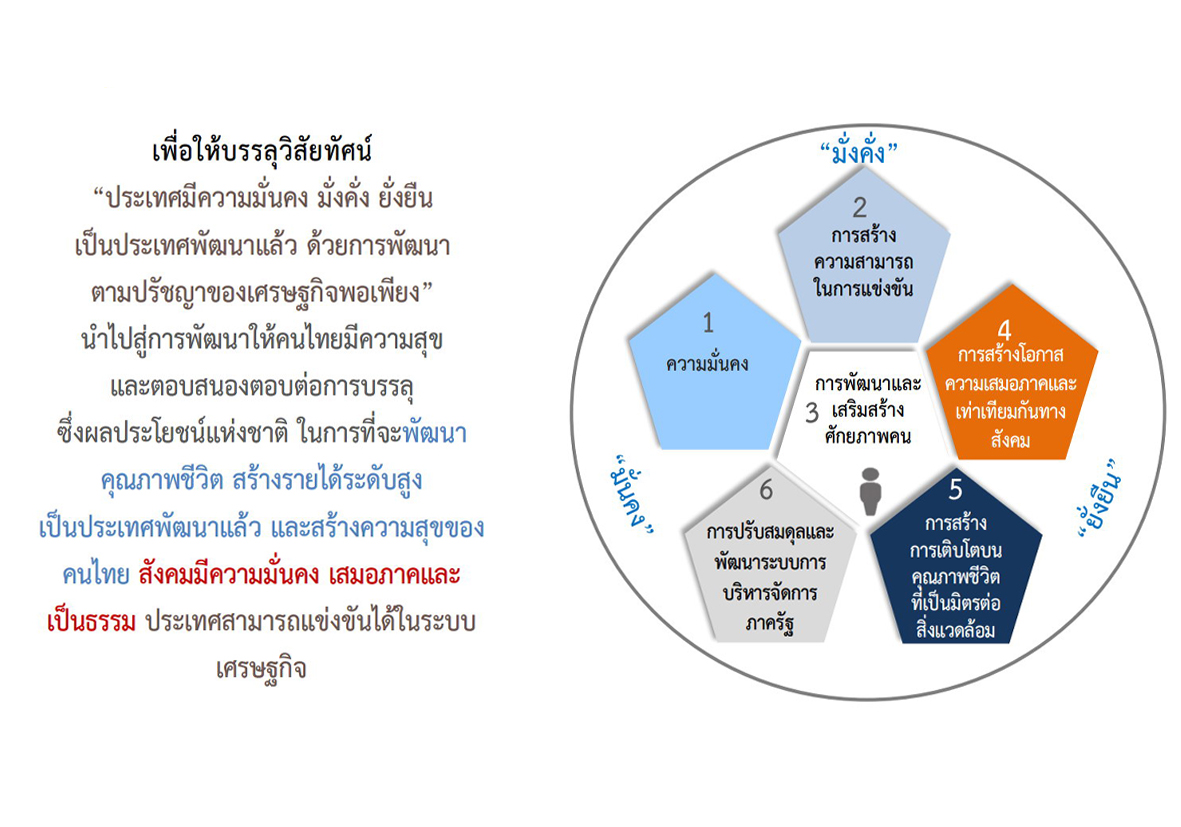 เพื่อให้บรรลุวิสัยทัศน์
“ประเทศมีความมั่นคง มั่งคั่ง ยั่งยืน
เป็นประเทศพัฒนาแล้ว ด้วยการพัฒนา
ตามปรัชญาของเศรษฐกิจพอเพียง”
นำไปสู่การพัฒนาให้คนไทยมีความสุข
และตอบสนองตอบต่อการบรรลุ
ซึ่งผลประโยชน์แห่งชาติ ในการที่จะพัฒนา
คุณภาพชีวิต สร้างรายได้ระดับสูง
เป็นประเทศพัฒนาแล้ว และสร้างความสุขของ
คนไทย สังคมมีความมั่นคง เสมอภาคและ
เป็นธรรม ประเทศสามารถแข่งขันได้ในระบบ
เศรษฐกิจ
“มั่งคั่ง”
“มั่นคง”
“ยั่งยืน”
1
ความมั่นคง
2
การสร้าง
ความสามารถ
ในการแข่งขัน
3
การพัฒนาและ
เสริมสร้าง
ศักยภาพคน
4
การสร้างโอกาส
ความเสมอภาคและ
เท่าเทียมกันทาง
สังคม
5
การสร้าง
การเติบโตบน
คุณภาพชีวิต
ที่เป็นมิตรต่อ
สิ่งแวดล้อม
6
การปรับสมดุลและ
พัฒนาระบบการ
บริหารจัดการ
ภาครัฐ